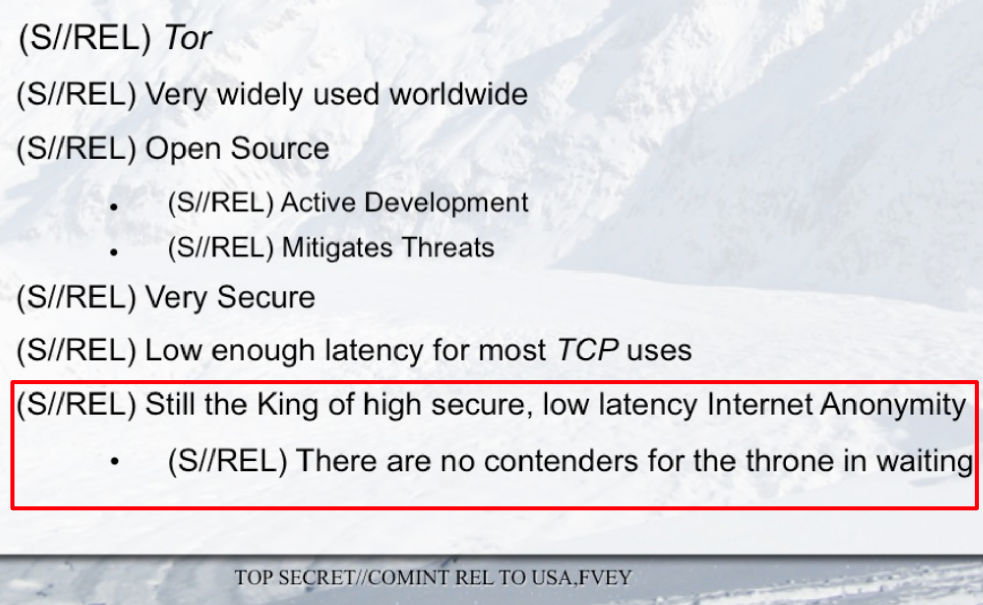 (S//REL) Tor
(S//REL) Very widely used worldwide
(S//REL) Open Source
• (S//REL) Active Development
• (S//REL) Mitigates Threats
(S//REL) Very Secure
(S//REL) Low enough latency for most TCP uses
(S//REL) Still the King of high secure, low latency Internet Anonymity
• (S//REL) There are no contenders for the throne in waiting
TOP SECRET//COMINT REL TO USA,FVEY